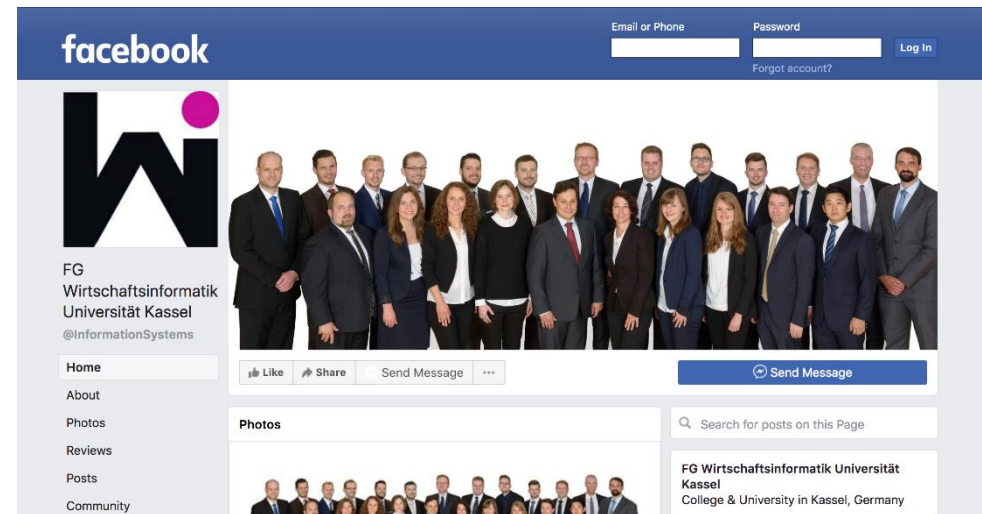 facebook
Email or Phone
Password
Log In
Forgot account?
wi
FG
Wirtschaftsinformatik
Universität Kassel
@InformationSystems
Home
About
Photos
Reviews
Posts
Community
Like
Share
Send Message
Send Message
Photos
Search for posts on this Page
FG Wirtschaftsinformatik Universität
Kassel
College & University in Kassel, Germany